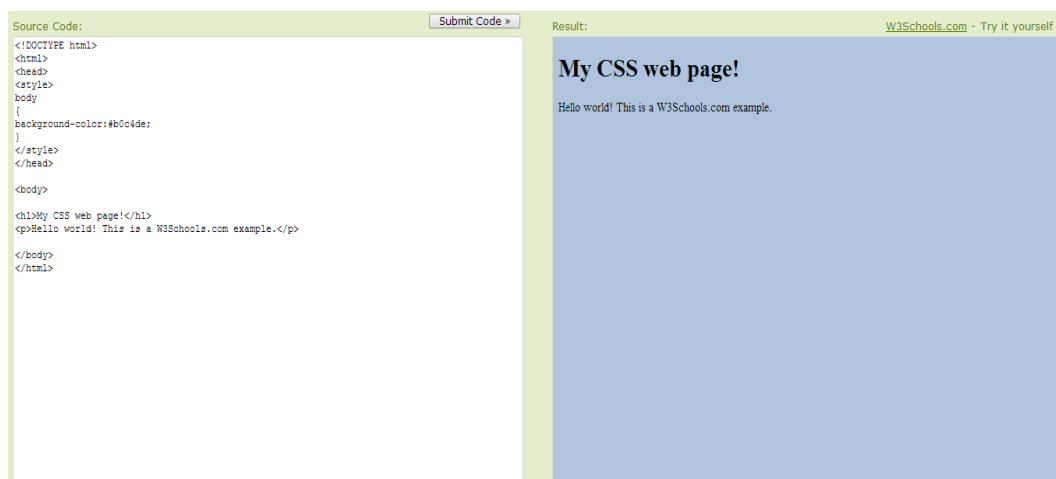 Source Code:
Submit Code »
<!DOCTYPE html>
<html>
<head>
<style>
body
{
background-color:#b0c4de;
}
</style>
</head>
<body>
<h1>My CSS web page!</h1>
<p>Hello world! This is a W3Schools.com example.</p>
</body>
</html>
Result:
W3Schools.com - Try it yourself
My CSS web page!
Hello world! This is a W3Schools.com example.